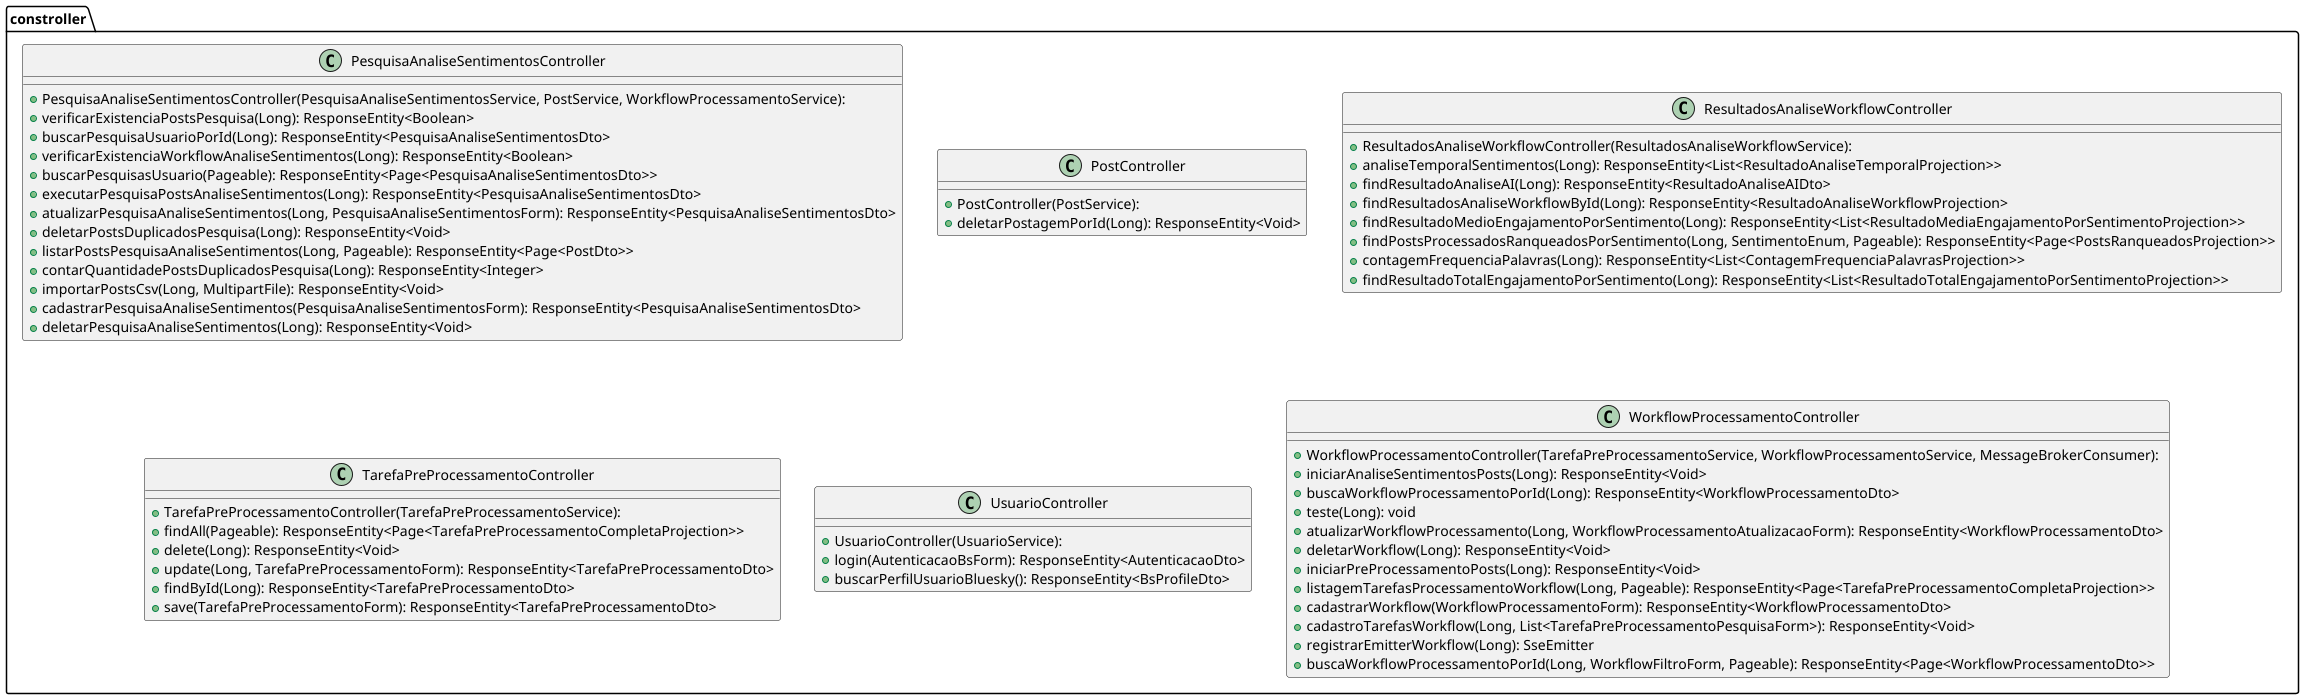 constroller
PesquisaAnaliseSentimentosController
PesquisaAnaliseSentimentosController(PesquisaAnaliseSentimentosService, PostService, WorkflowProcessamentoService):
verificarExistenciaPostsPesquisa(Long): ResponseEntity<Boolean>
buscarPesquisaUsuarioPorId(Long): ResponseEntity<PesquisaAnaliseSentimentosDto>
verificarExistenciaWorkflowAnaliseSentimentos(Long): ResponseEntity<Boolean>
buscarPesquisasUsuario(Pageable): ResponseEntity<Page<PesquisaAnaliseSentimentosDto>>
executarPesquisaPostsAnaliseSentimentos(Long): ResponseEntity<PesquisaAnaliseSentimentosDto>
atualizarPesquisaAnaliseSentimentos(Long, PesquisaAnaliseSentimentosForm): ResponseEntity<PesquisaAnaliseSentimentosDto>
deletarPostsDuplicadosPesquisa(Long): ResponseEntity<Void>
listarPostsPesquisaAnaliseSentimentos(Long, Pageable): ResponseEntity<Page<PostDto>>
contarQuantidadePostsDuplicadosPesquisa(Long): ResponseEntity<Integer>
importarPostsCsv(Long, MultipartFile): ResponseEntity<Void>
cadastrarPesquisaAnaliseSentimentos(PesquisaAnaliseSentimentosForm): ResponseEntity<PesquisaAnaliseSentimentosDto>
deletarPesquisaAnaliseSentimentos(Long): ResponseEntity<Void>
PostController
PostController(PostService):
deletarPostagemPorId(Long): ResponseEntity<Void>
ResultadosAnaliseWorkflowController
ResultadosAnaliseWorkflowController(ResultadosAnaliseWorkflowService):
analiseTemporalSentimentos(Long): ResponseEntity<List<ResultadoAnaliseTemporalProjection>>
findResultadoAnaliseAI(Long): ResponseEntity<ResultadoAnaliseAIDto>
findResultadosAnaliseWorkflowById(Long): ResponseEntity<ResultadoAnaliseWorkflowProjection>
findResultadoMedioEngajamentoPorSentimento(Long): ResponseEntity<List<ResultadoMediaEngajamentoPorSentimentoProjection>>
findPostsProcessadosRanqueadosPorSentimento(Long, SentimentoEnum, Pageable): ResponseEntity<Page<PostsRanqueadosProjection>>
contagemFrequenciaPalavras(Long): ResponseEntity<List<ContagemFrequenciaPalavrasProjection>>
findResultadoTotalEngajamentoPorSentimento(Long): ResponseEntity<List<ResultadoTotalEngajamentoPorSentimentoProjection>>
TarefaPreProcessamentoController
TarefaPreProcessamentoController(TarefaPreProcessamentoService):
findAll(Pageable): ResponseEntity<Page<TarefaPreProcessamentoCompletaProjection>>
delete(Long): ResponseEntity<Void>
update(Long, TarefaPreProcessamentoForm): ResponseEntity<TarefaPreProcessamentoDto>
findById(Long): ResponseEntity<TarefaPreProcessamentoDto>
save(TarefaPreProcessamentoForm): ResponseEntity<TarefaPreProcessamentoDto>
UsuarioController
UsuarioController(UsuarioService):
login(AutenticacaoBsForm): ResponseEntity<AutenticacaoDto>
buscarPerfilUsuarioBluesky(): ResponseEntity<BsProfileDto>
WorkflowProcessamentoController
WorkflowProcessamentoController(TarefaPreProcessamentoService, WorkflowProcessamentoService, MessageBrokerConsumer):
iniciarAnaliseSentimentosPosts(Long): ResponseEntity<Void>
buscaWorkflowProcessamentoPorId(Long): ResponseEntity<WorkflowProcessamentoDto>
teste(Long): void
atualizarWorkflowProcessamento(Long, WorkflowProcessamentoAtualizacaoForm): ResponseEntity<WorkflowProcessamentoDto>
deletarWorkflow(Long): ResponseEntity<Void>
iniciarPreProcessamentoPosts(Long): ResponseEntity<Void>
listagemTarefasProcessamentoWorkflow(Long, Pageable): ResponseEntity<Page<TarefaPreProcessamentoCompletaProjection>>
cadastrarWorkflow(WorkflowProcessamentoForm): ResponseEntity<WorkflowProcessamentoDto>
cadastroTarefasWorkflow(Long, List<TarefaPreProcessamentoPesquisaForm>): ResponseEntity<Void>
registrarEmitterWorkflow(Long): SseEmitter
buscaWorkflowProcessamentoPorId(Long, WorkflowFiltroForm, Pageable): ResponseEntity<Page<WorkflowProcessamentoDto>>